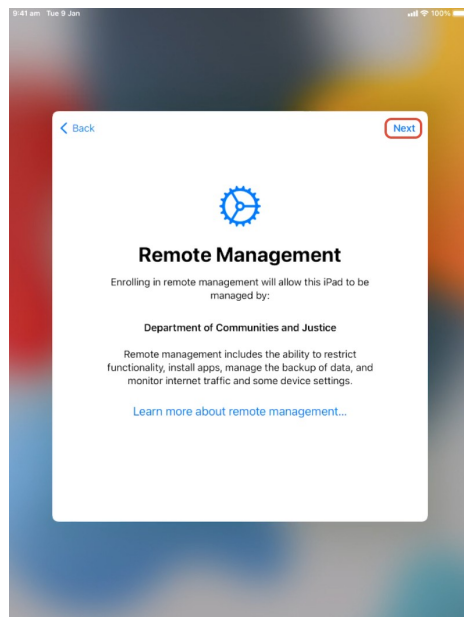 9:41 am Tue 9 Jan 100%
Back Next
Remote Management
Enrolling in remote management will allow this iPad to be
managed by:
Department of Communities and Justice
Remote management includes the ability to restrict
functionality, install apps, manage the backup of data, and
monitor internet traffic and some device settings.
Learn more about remote management...